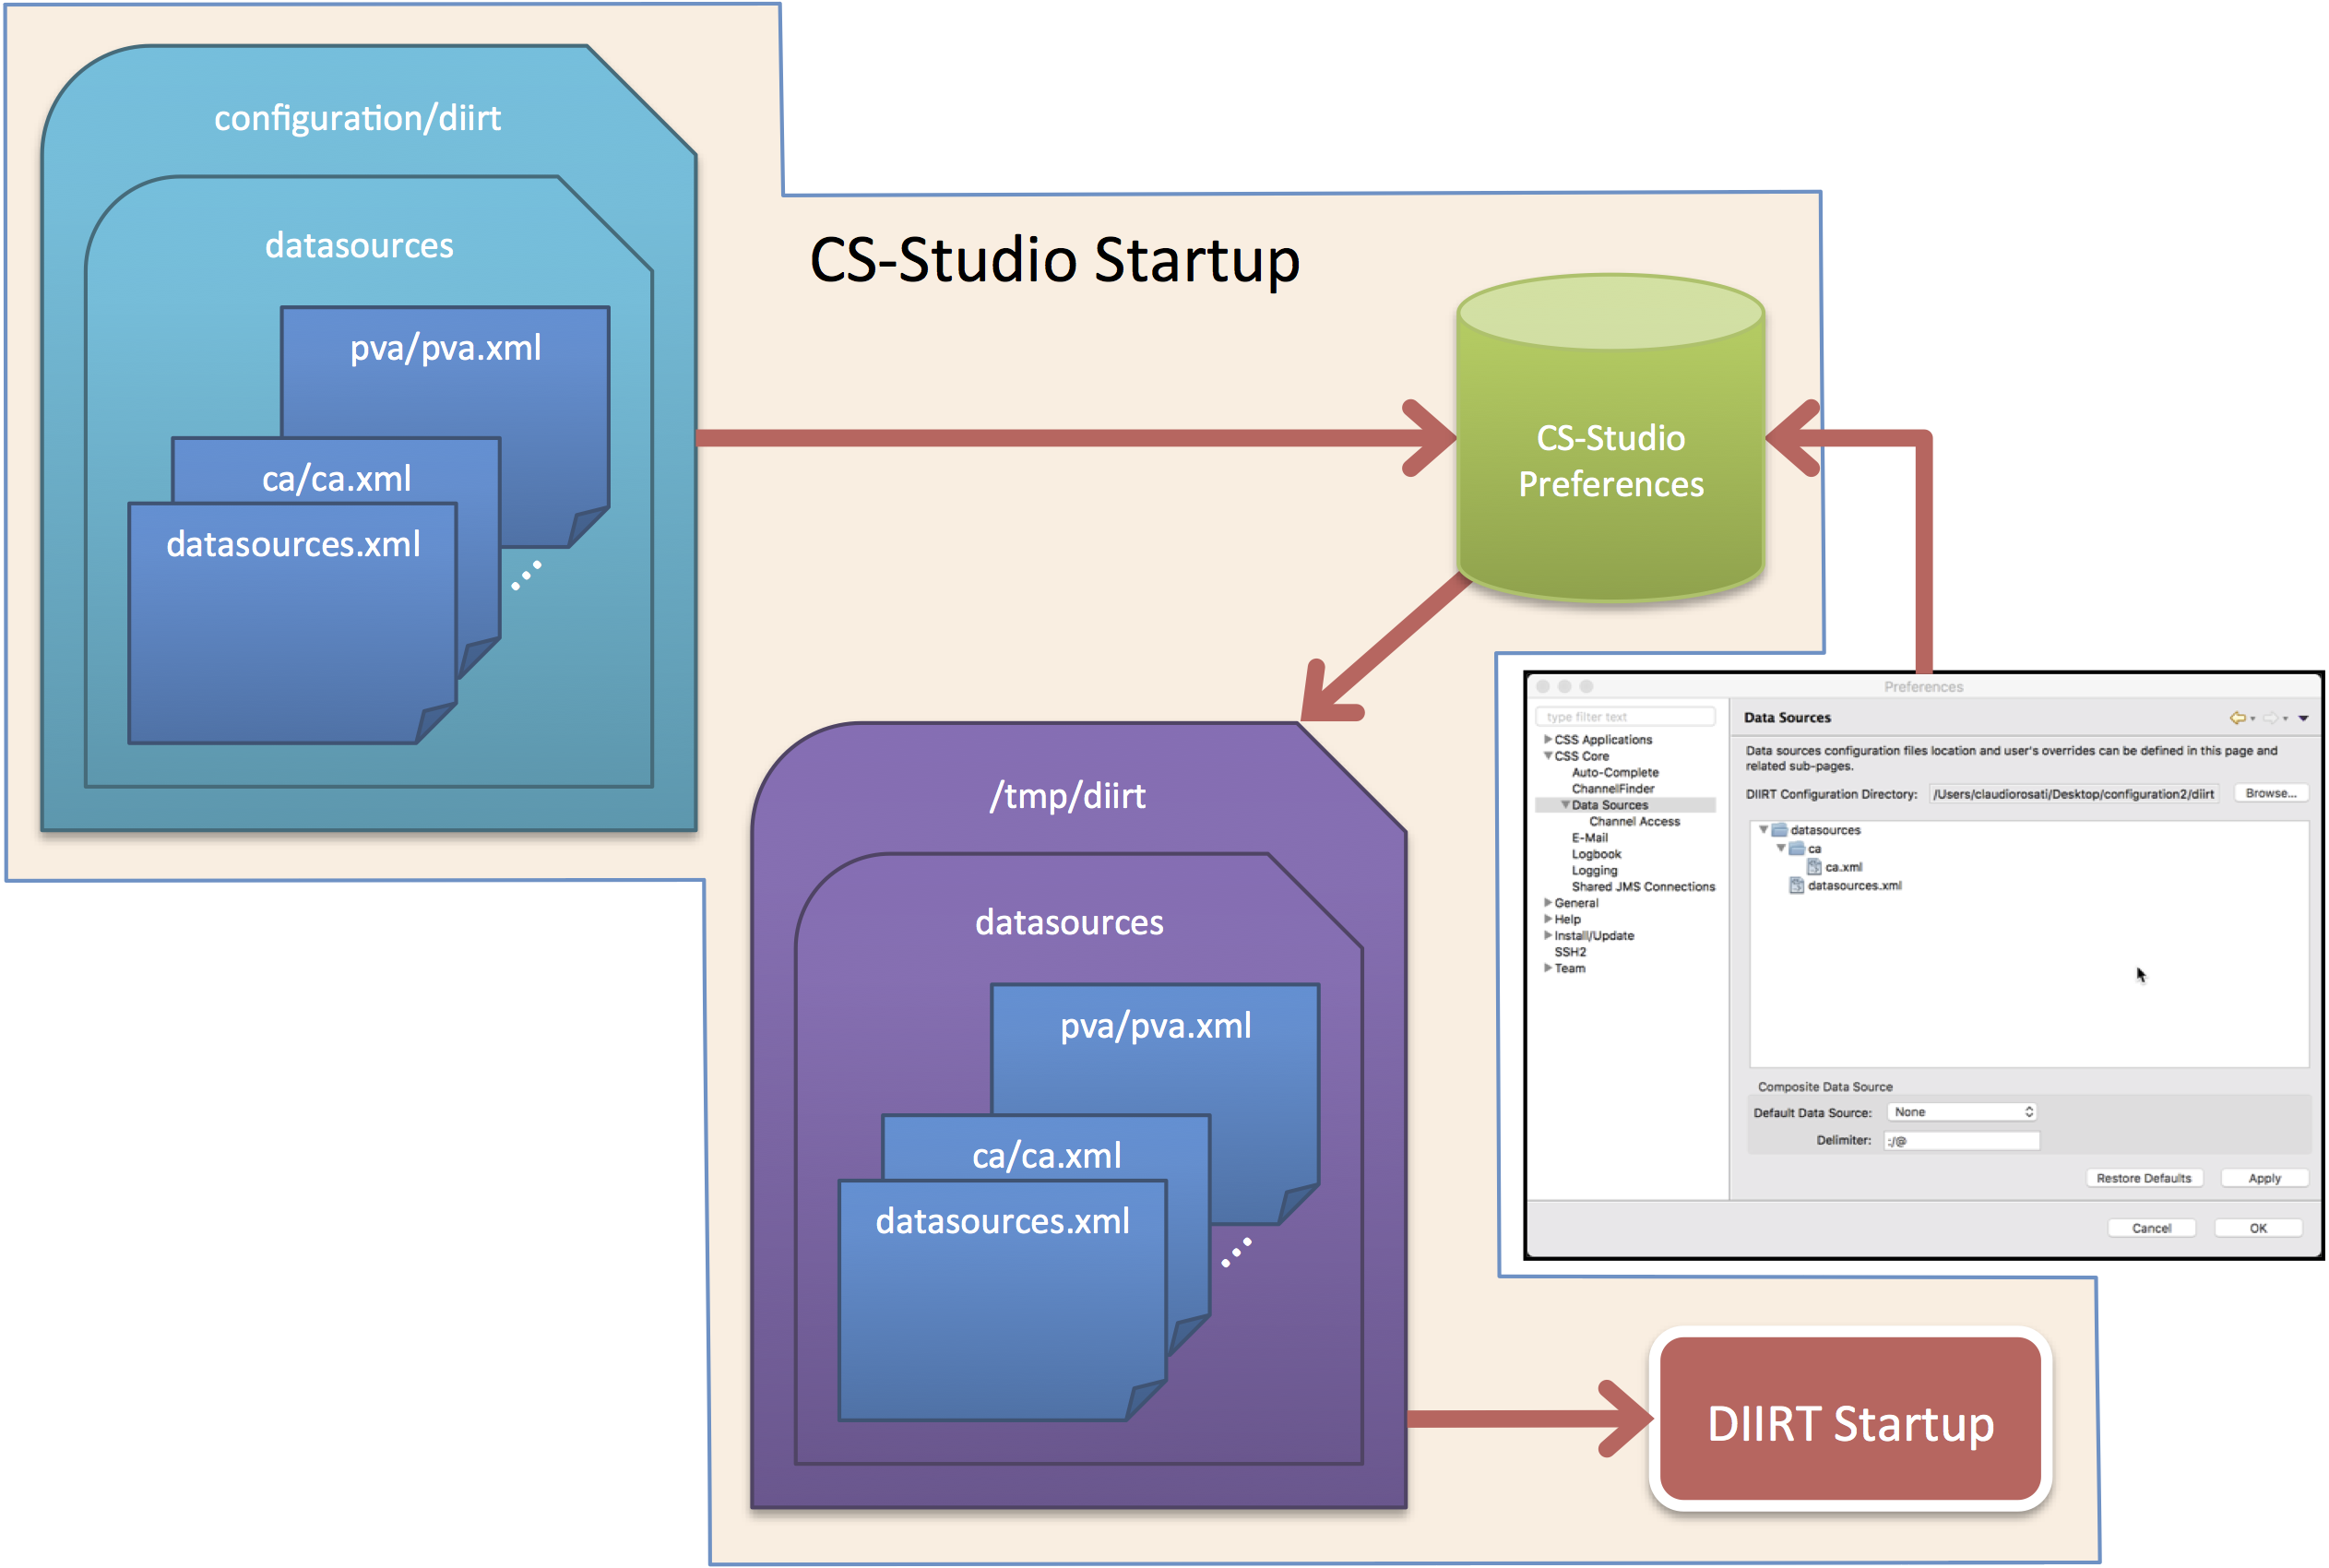 configuration/diirt
datasources
pva/pva.xml
ca/ca.xml
datasources.xml
CS-Studio Startup
CS-Studio
Preferences
/tmp/diirt
datasources
pva/pva.xml
ca/ca.xml
datasources.xml
Preferences
type filter text
CSS Applications
CSS Core
Auto-Complete
ChannelFinder
Data Sources
Channel Access
E-Mail
Logbook
Logging
Shared JMS Connections
General
Help
Install/Update
SSH2
Team
Data Sources
Data sources configuration files location and user's overrides can be defined in this page and
related sub-pages.
DIIRT Configuration Directory: /Users/claudiorosati/Desktop/configuration2/diirt Browse...
datasources
ca
ca.xml
datasources.xml
Composite Data Source
Default Data Source: None
Delimiter: ;/@
Restore Defaults Apply
Cancel OK
DIIRT Startup